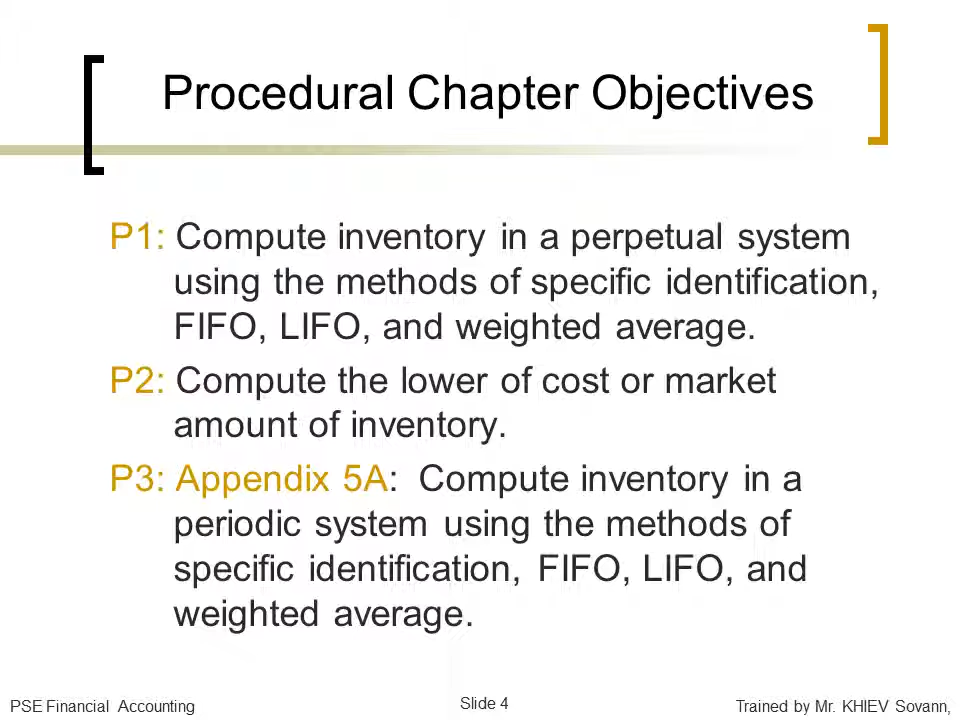 Procedural Chapter Objectives
P1: Compute inventory in a perpetual system
using the methods of specific identification,
FIFO, LIFO, and weighted average.
P2: Compute the lower of cost or market
amount of inventory.
P3: Appendix 5A: Compute inventory in a
periodic system using the methods of
specific identification, FIFO, LIFO, and
weighted average.
PSE Financial Accounting
Slide 4
Trained by Mr. KHIEV Sovann,